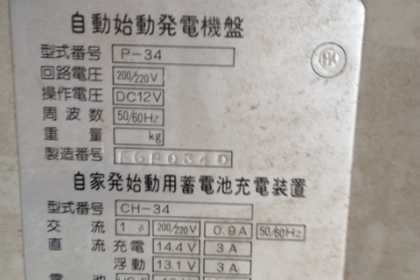 自動始動発電機盤
型式番号 P-34
回路電圧 200/220V
操作電圧 DC12V
周波数 50/60Hz
重量 kg
製造番号
自家発始動用蓄電池充電装置
型式番号 CH-34
交流 1φ 200/220V 0.9A 50/60Hz
直流 充電 14.4V 3A
浮動 13.1V 3A